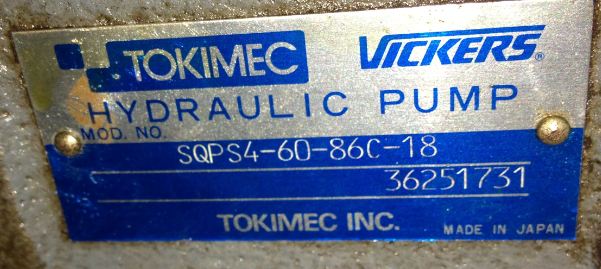 TOKIMEC VICKERS®
HYDRAULIC PUMP
MOD. NO.
SQPS4-60-86C-18
36251731
TOKIMEC INC. MADE IN JAPAN